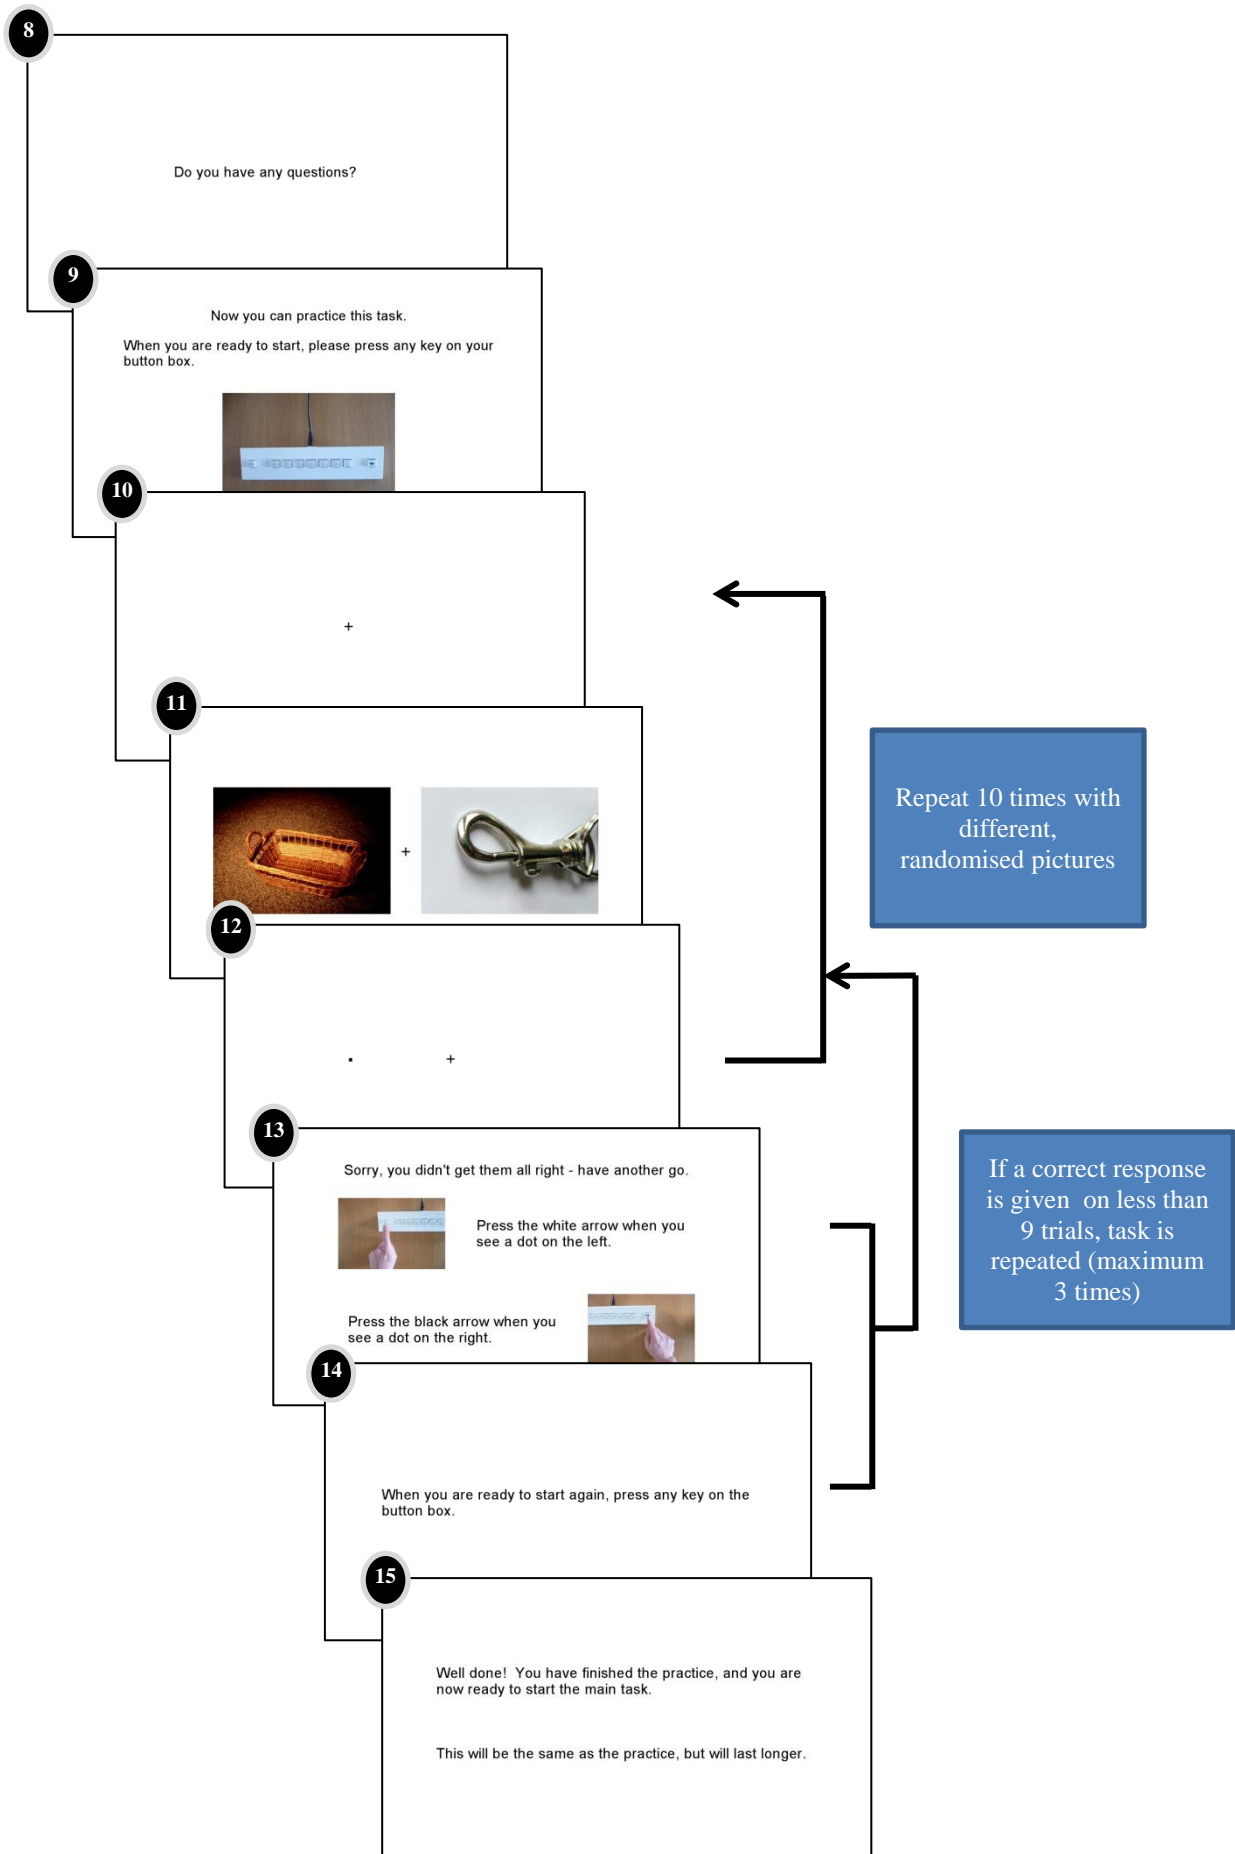 8
Do you have any questions?
9
Now you can practice this task.
When you are ready to start, please press any key on your
button box.
10
+
11
+
12
+
Repeat 10 times with
different,
randomised pictures
13
Sorry, you didn't get them all right - have another go.
Press the white arrow when you
see a dot on the left.
Press the black arrow when you
see a dot on the right.
If a correct response
is given  on less than
9 trials, task is
repeated (maximum
3 times)
14
When you are ready to start again, press any key on the
button box.
15
Well done!  You have finished the practice, and you are
now ready to start the main task.
This will be the same as the practice, but will last longer.